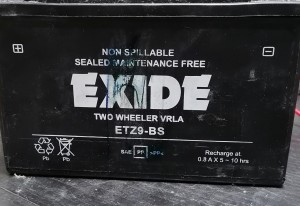 NON SPILLABLE
SEALED MAINTENANCE FREE
EXIDE
TWO WHEELER VRLA
ETZ9-BS
Pb Pb
Recharge at
0.8 A X 5 ~ 10 hrs